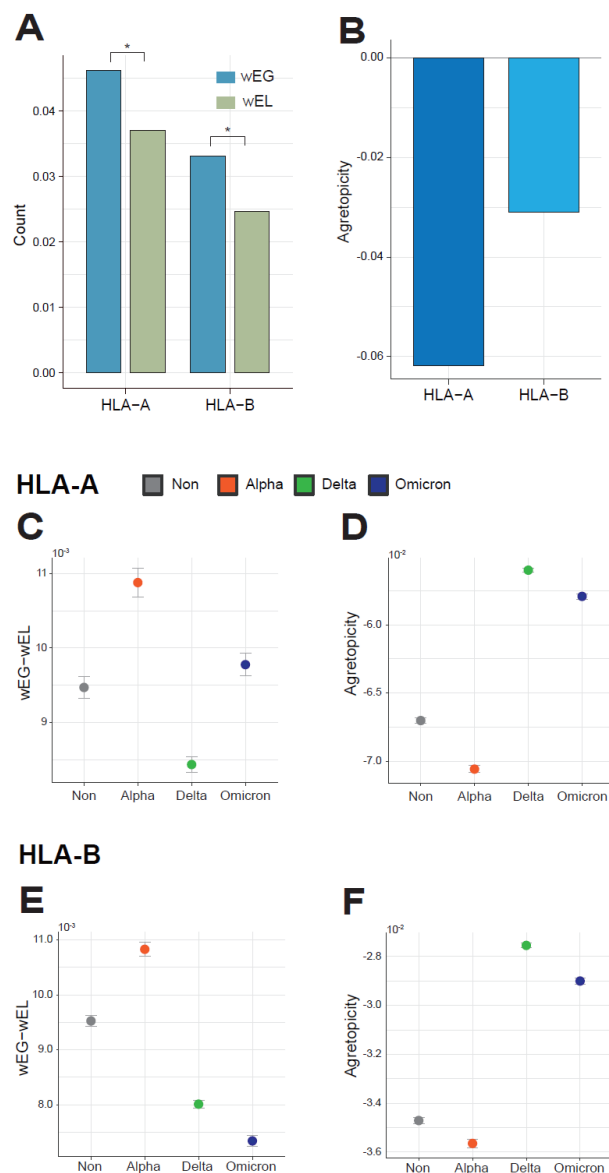 A
*
wEG
wEL
*
Count
0.04
0.03
0.02
0.01
0.00
HLA-A
HLA-B
B
Agretopicity
0.00
-0.02
-0.04
-0.06
HLA-A
HLA-B
HLA-A
Non
Alpha
Delta
Omicron
C
10-3
wEG-wEL
11
10
9
Non
Alpha
Delta
Omicron
D
10-2
Agretopicity
-6.0
-6.5
-7.0
Non
Alpha
Delta
Omicron
HLA-B
E
10-3
wEG-wEL
11.0
10.0
9.0
8.0
Non
Alpha
Delta
Omicron
F
10-2
Agretopicity
-2.8
-3.0
-3.2
-3.4
-3.6
Non
Alpha
Delta
Omicron